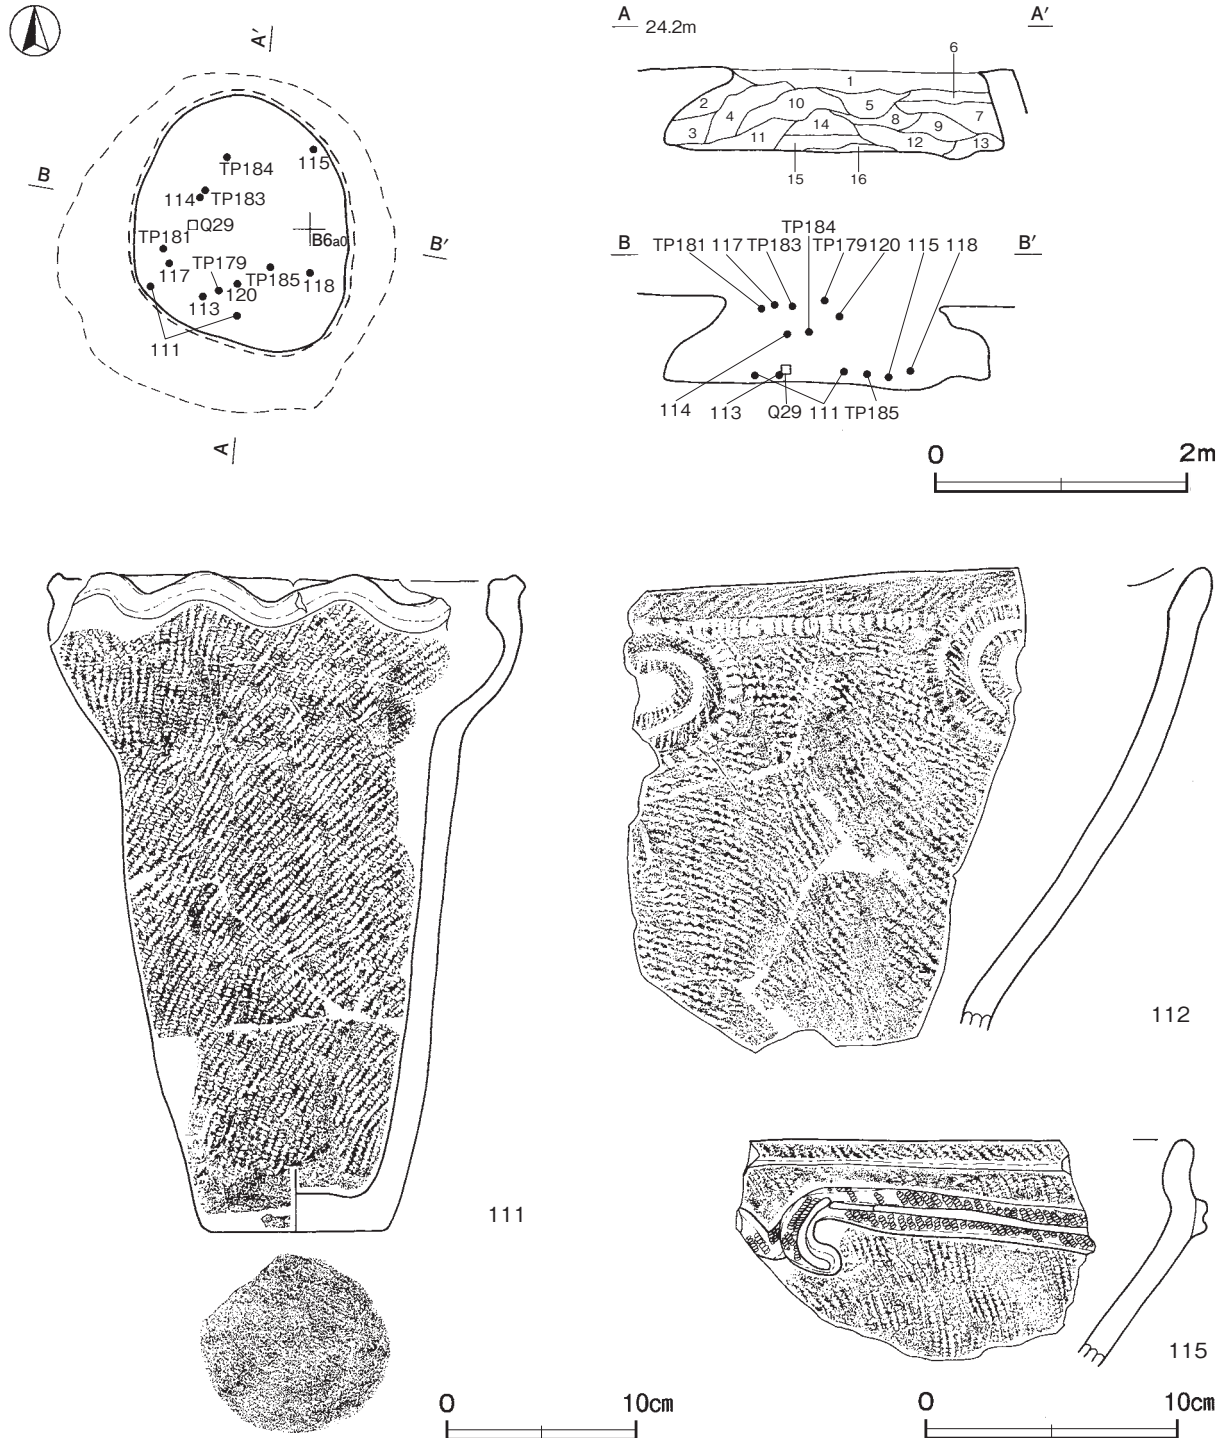 A'
A 24.2m A'
6
1
2 10 5 7
4 8 9
3 11 14 12 13
15 16
B
TP184 115
114 TP183
Q29
B6a0
TP181
B'
117 TP179 TP185 118
113 120
111
A
TP184
B TP181 117 TP183 TP179 120 115 118 B'
114 113 Q29 111 TP185
0 2m
112
111
115
0 10cm
0 10cm